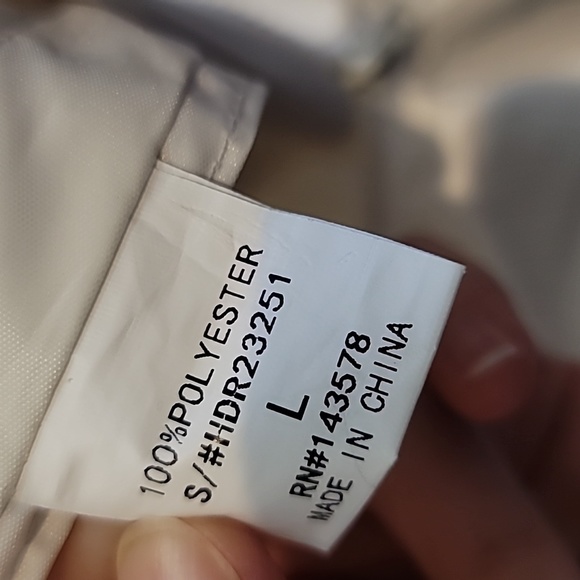 100%POLYESTER
S/#HDR23251
L
RN#143578
MADE IN CHINA